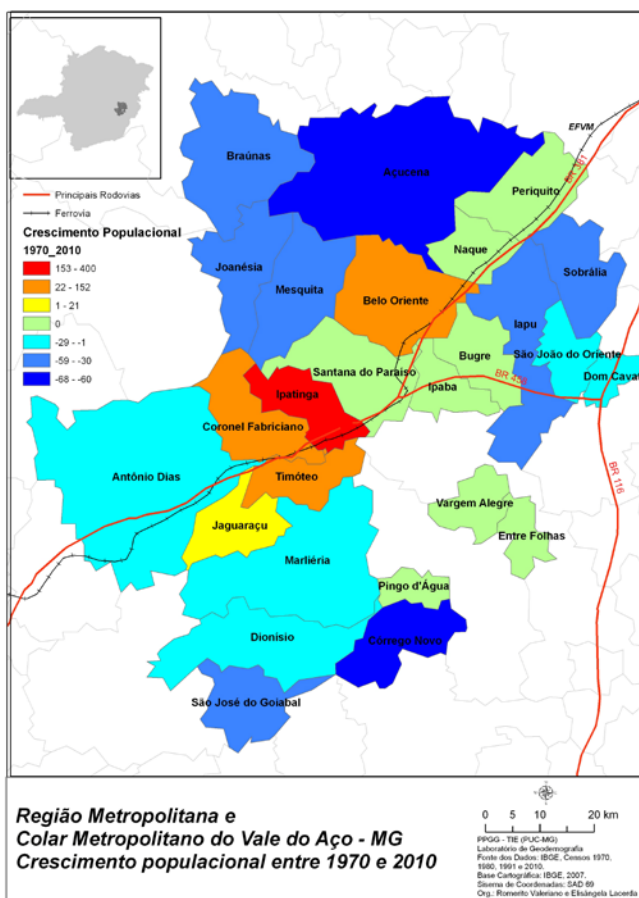 EFVM
BR 381
Braúnas
Açucena
Periquito
Principais Rodovias
Ferrovia
Crescimento Populacional
1970_2010
153 - 400
22 - 152
1 - 21
0
-29 - -1
-59 - -30
-68 - -60
Naque
Joanésia
Mesquita
Sobrália
Belo Oriente
Iapu
Bugre
São João do Oriente
Santana do Paraíso
Dom Cavat
Ipatinga
Ipaba
BR 458
Coronel Fabriciano
Antônio Dias
Timóteo
BR 116
Vargem Alegre
Jaguaraçu
Entre Folhas
Marliéria
Pingo d'Água
Dionísio
Córrego Novo
São José do Goiabal
Região Metropolitana e
Colar Metropolitano do Vale do Aço - MG
Crescimento populacional entre 1970 e 2010
0 5 10 20 km
PPGG - TIE (PUC-MG)
Laboratório de Geodemografia
Fonte dos Dados: IBGE, Censos 1970,
1980, 1991 e 2010.
Base Cartográfica: IBGE, 2007.
Sisema de Coordenadas: SAD 69
Org.: Romerito Valeriano e Elisângela Lacerda